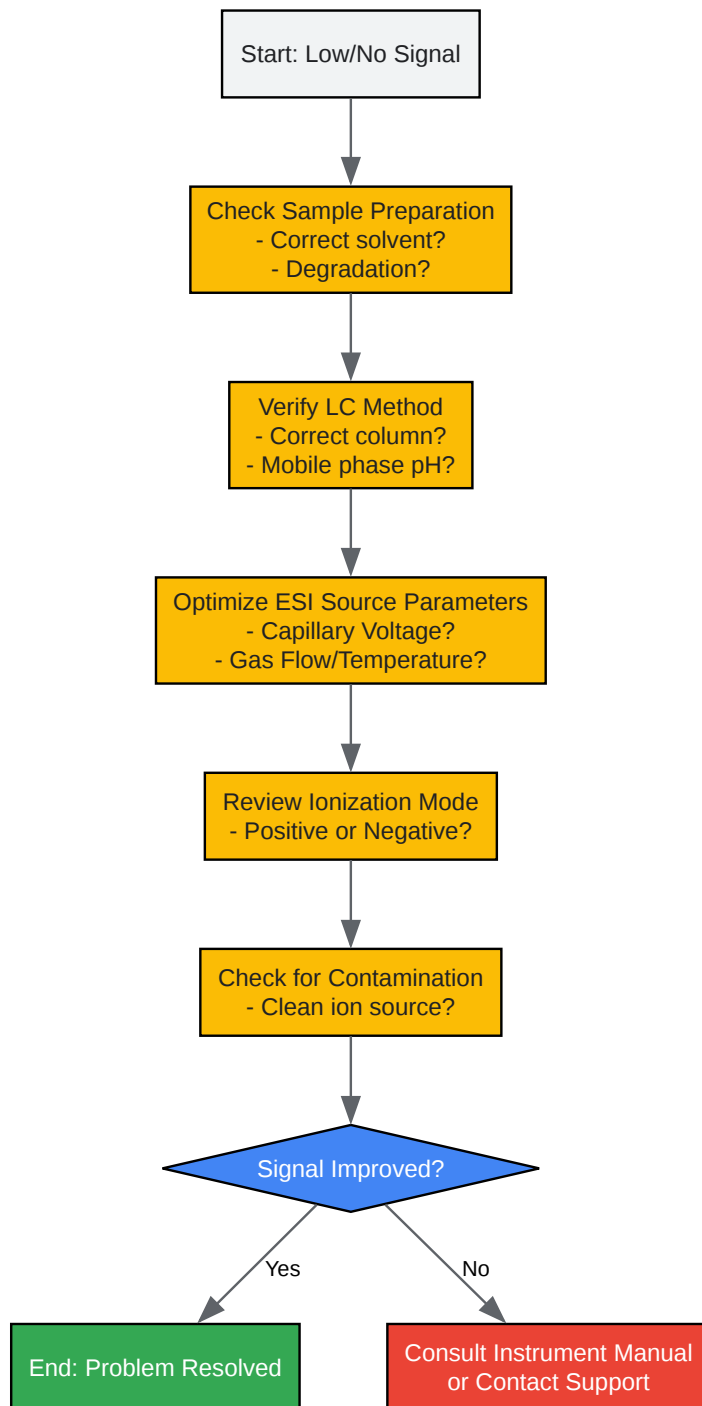 Start: Low/No Signal
Check Sample Preparation
- Correct solvent?
- Degradation?
Verify LC Method
- Correct column?
- Mobile phase pH?
Optimize ESI Source Parameters
- Capillary Voltage?
- Gas Flow/Temperature?
Review Ionization Mode
- Positive or Negative?
Check for Contamination
- Clean ion source?
Signal Improved?
Yes
No
End: Problem Resolved
Consult Instrument Manual
or Contact Support